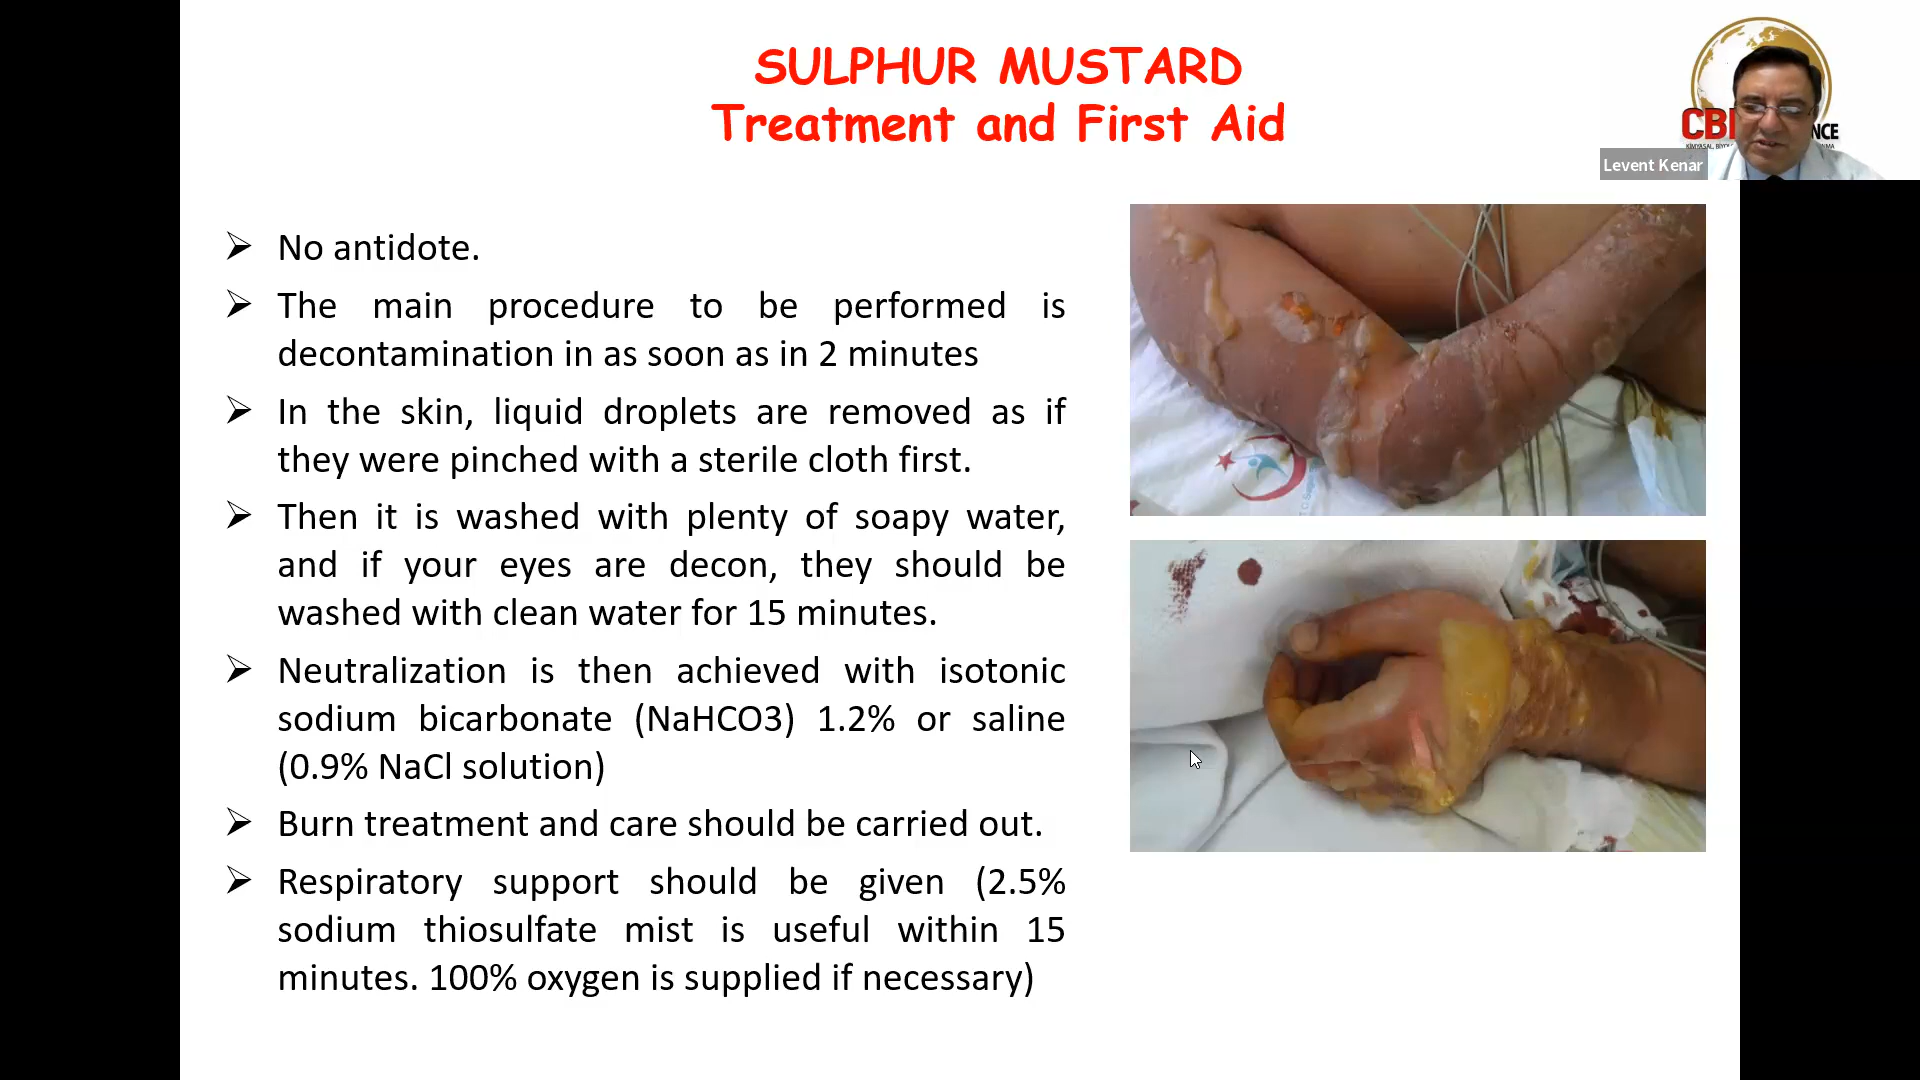 SULPHUR MUSTARD
Treatment and First Aid
CB
NCE
Levent Kenar
➢ No antidote.
➢ The main procedure to be performed is
decontamination in as soon as in 2 minutes
➢ In the skin, liquid droplets are removed as if
they were pinched with a sterile cloth first.
➢ Then it is washed with plenty of soapy water,
and if your eyes are decon, they should be
washed with clean water for 15 minutes.
➢ Neutralization is then achieved with isotonic
sodium bicarbonate (NaHCO3) 1.2% or saline
(0.9% NaCl solution)
➢ Burn treatment and care should be carried out.
➢ Respiratory support should be given (2.5%
sodium thiosulfate mist is useful within 15
minutes. 100% oxygen is supplied if necessary)